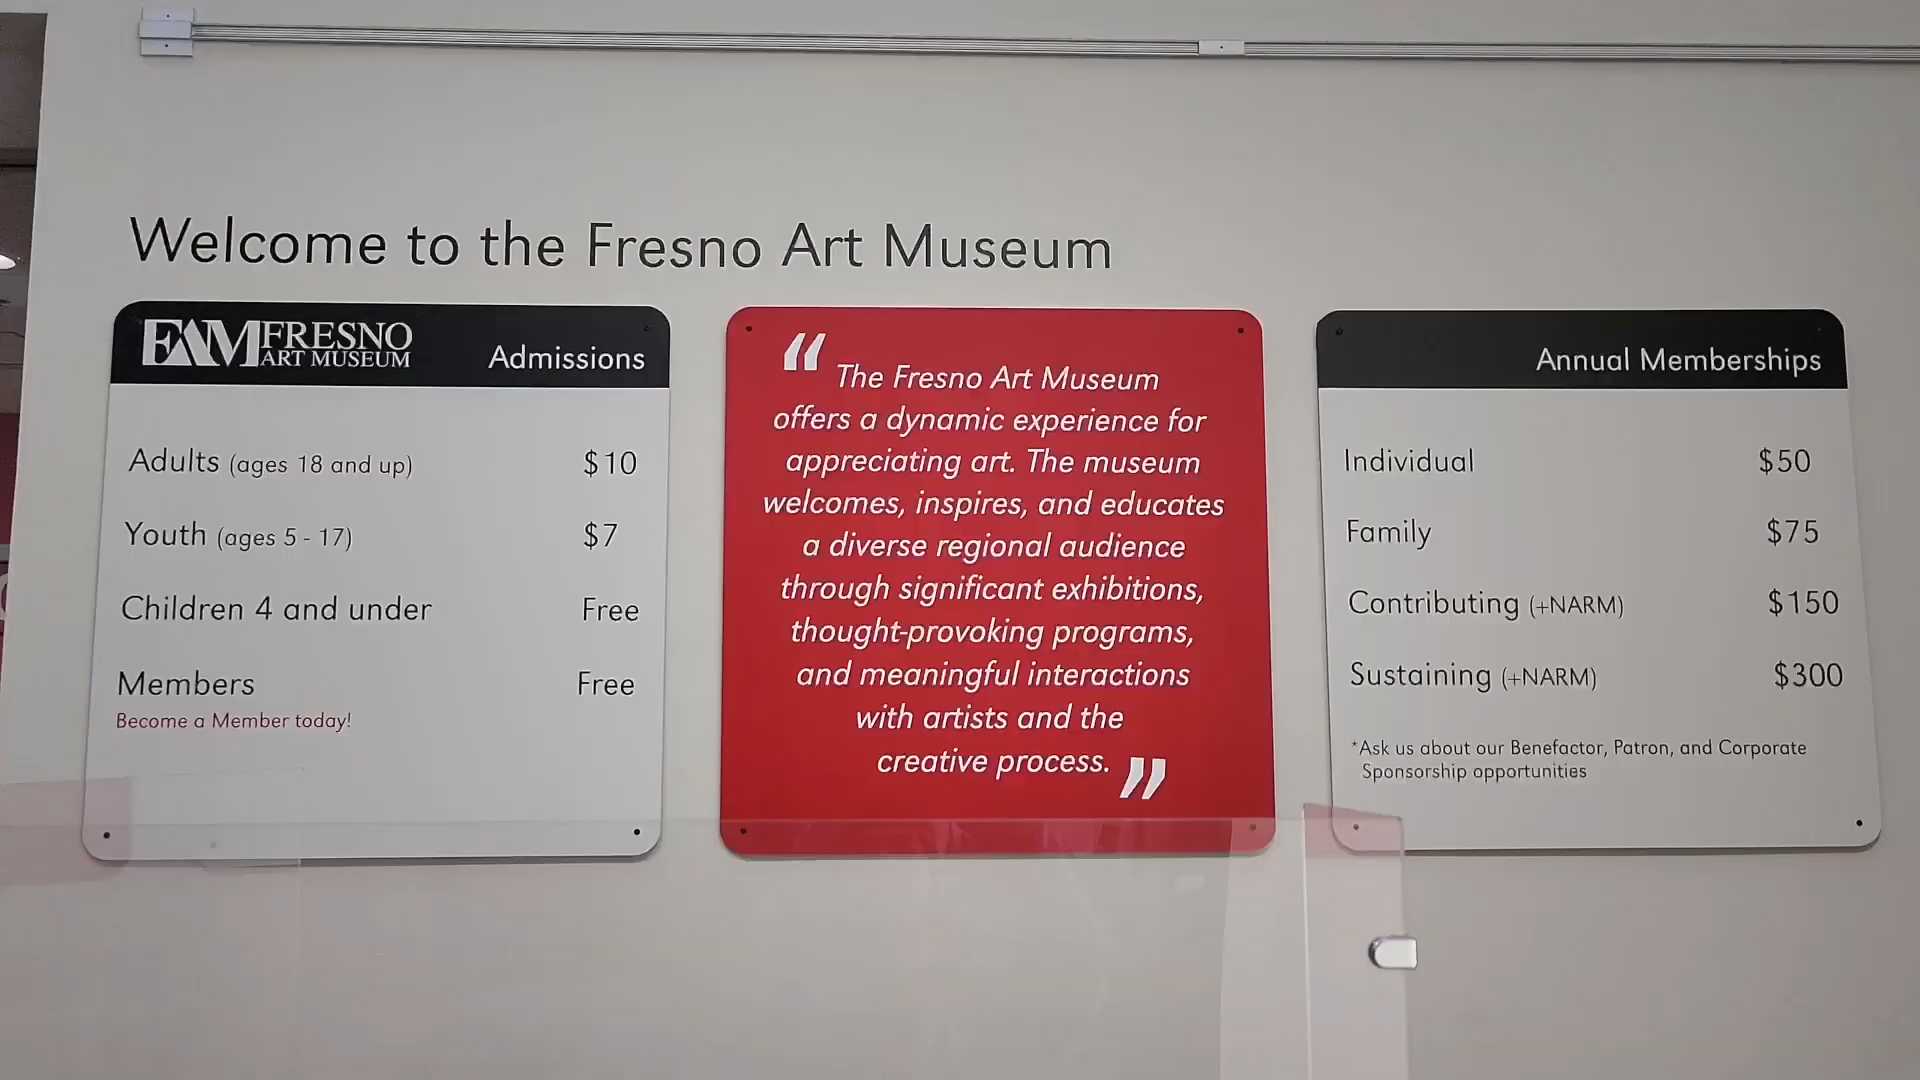 Welcome to the Fresno Art Museum
FAM FRESNO
ART MUSEUM
Admissions
Adults (ages 18 and up) $10
Youth (ages 5 - 17) $7
Children 4 and under Free
Members Free
Become a Member today!
“ The Fresno Art Museum
offers a dynamic experience for
appreciating art. The museum
welcomes, inspires, and educates
a diverse regional audience
through significant exhibitions,
thought-provoking programs,
and meaningful interactions
with artists and the
creative process. ”
Annual Memberships
Individual $50
Family $75
Contributing (+NARM) $150
Sustaining (+NARM) $300
*Ask us about our Benefactor, Patron, and Corporate
Sponsorship opportunities